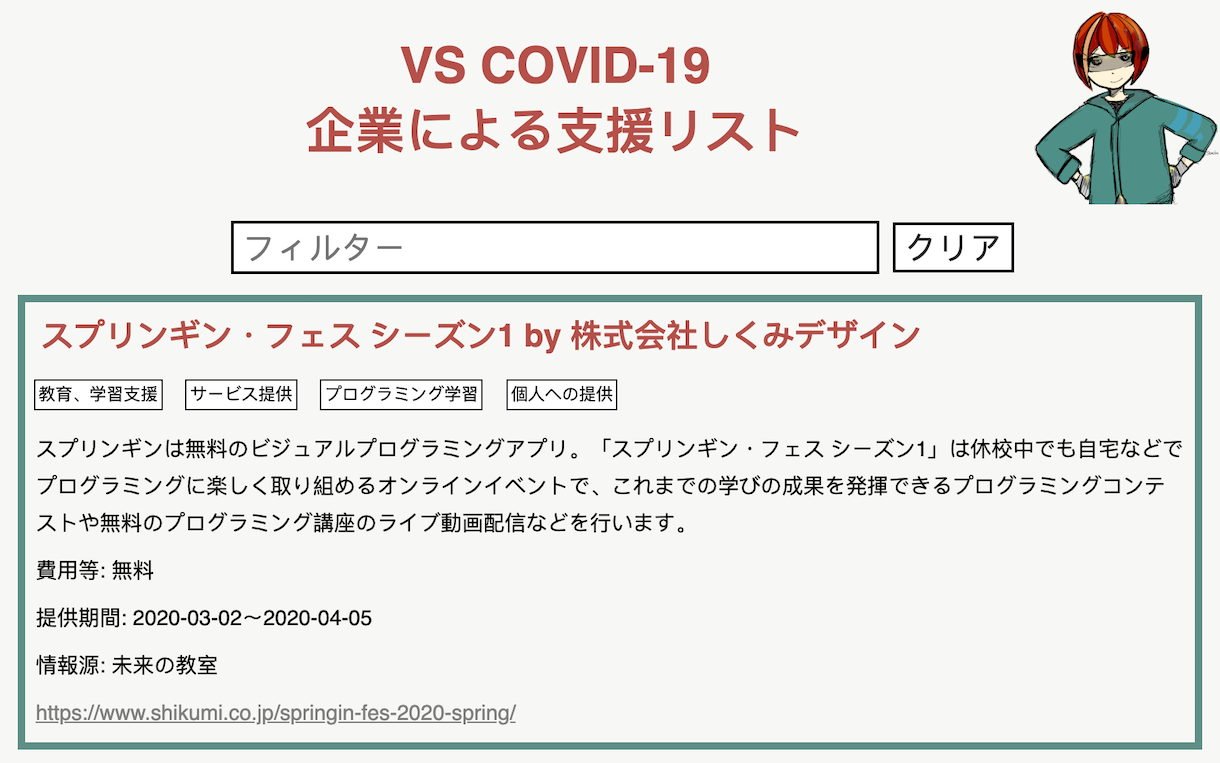 VS COVID-19
企業による支援リスト
フィルター
クリア
スプリンギン・フェス シーズン1 by 株式会社しくみデザイン
教育、学習支援
サービス提供
プログラミング学習
個人への提供
スプリンギンは無料のビジュアルプログラミングアプリ。「スプリンギン・フェス シーズン1」は休校中でも自宅などで
プログラミングに楽しく取り組めるオンラインイベントで、これまでの学びの成果を発揮できるプログラミングコンテ
ストや無料のプログラミング講座のライブ動画配信などを行います。
費用等: 無料
提供期間: 2020-03-02〜2020-04-05
情報源: 未来の教室
https://www.shikumi.co.jp/springin-fes-2020-spring/